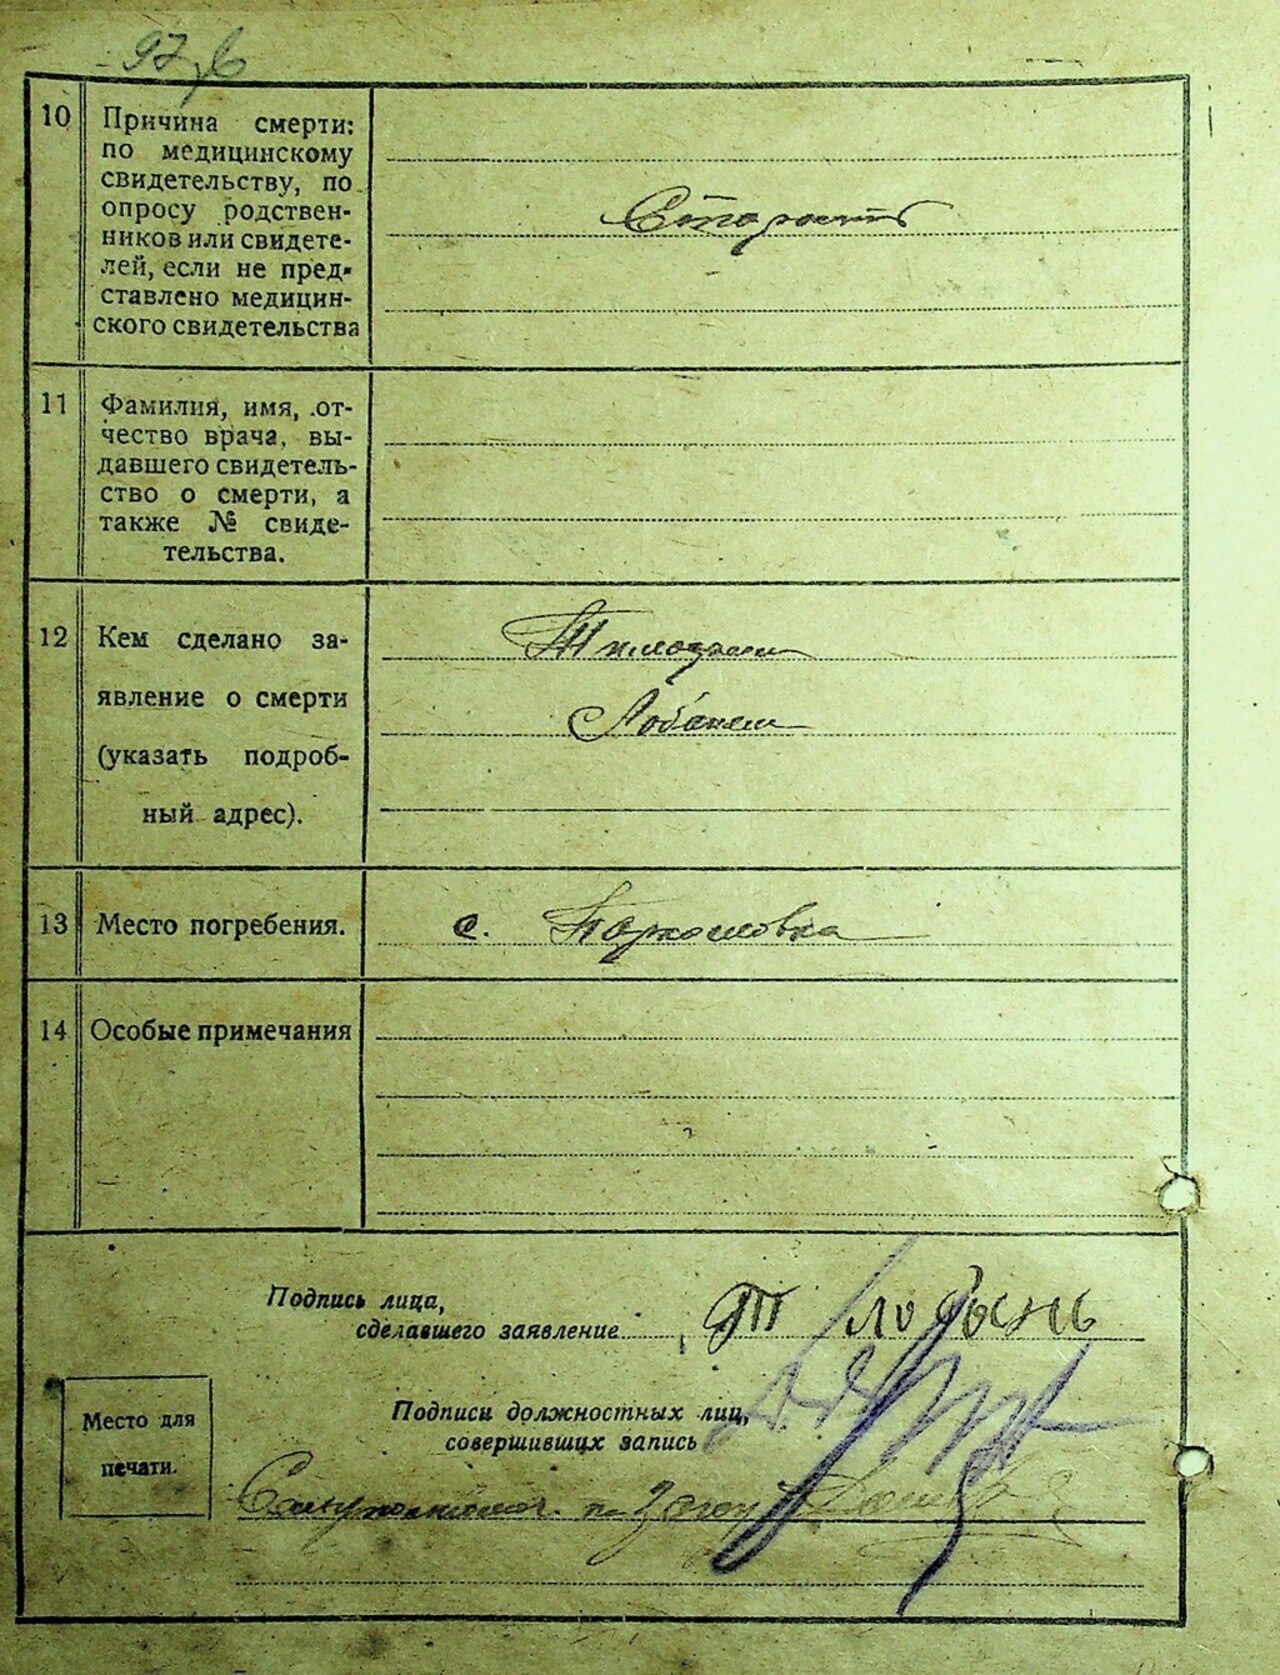 10 Причина смерти:
по медицинскому
свидетельству, по
опросу родствен-
ников или свидете-
лей, если не пред-
ставлено медицин-
ского свидетельства
Старость
11 Фамилия, имя, от-
чество врача, вы-
давшего свидетель-
ство о смерти, а
также № свиде-
тельства.
12 Кем сделано за-
явление о смерти
(указать подроб-
ный адрес).
13 Место погребения.
с.
14 Особые примечания
Подпись лица,
сделавшего заявление
Подписи должностных лиц,
совершивших запись
Место для
печати.